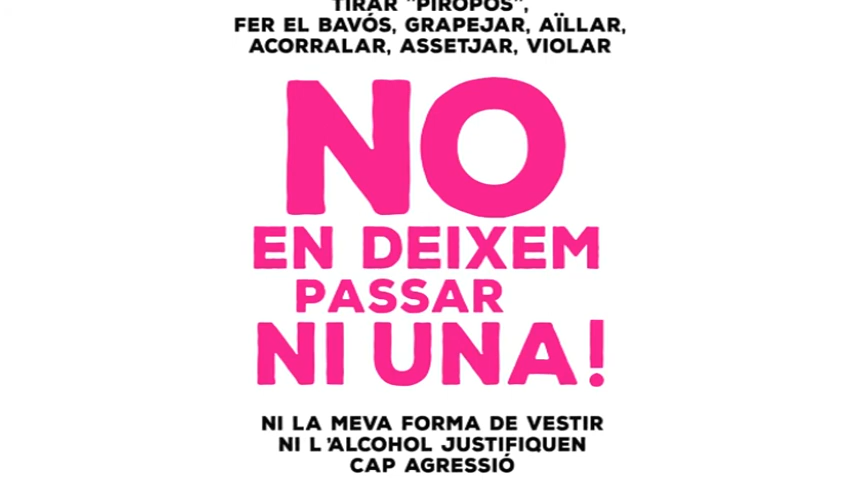 TIRAR "PIROPOS",
FER EL BAVÓS, GRAPEJAR, AÏLLAR,
ACORRALAR, ASSETJAR, VIOLAR
NO
EN DEIXEM
PASSAR
NI UNA!
NI LA MEVA FORMA DE VESTIR
NI L'ALCOHOL JUSTIFIQUEN
CAP AGRESSIÓ